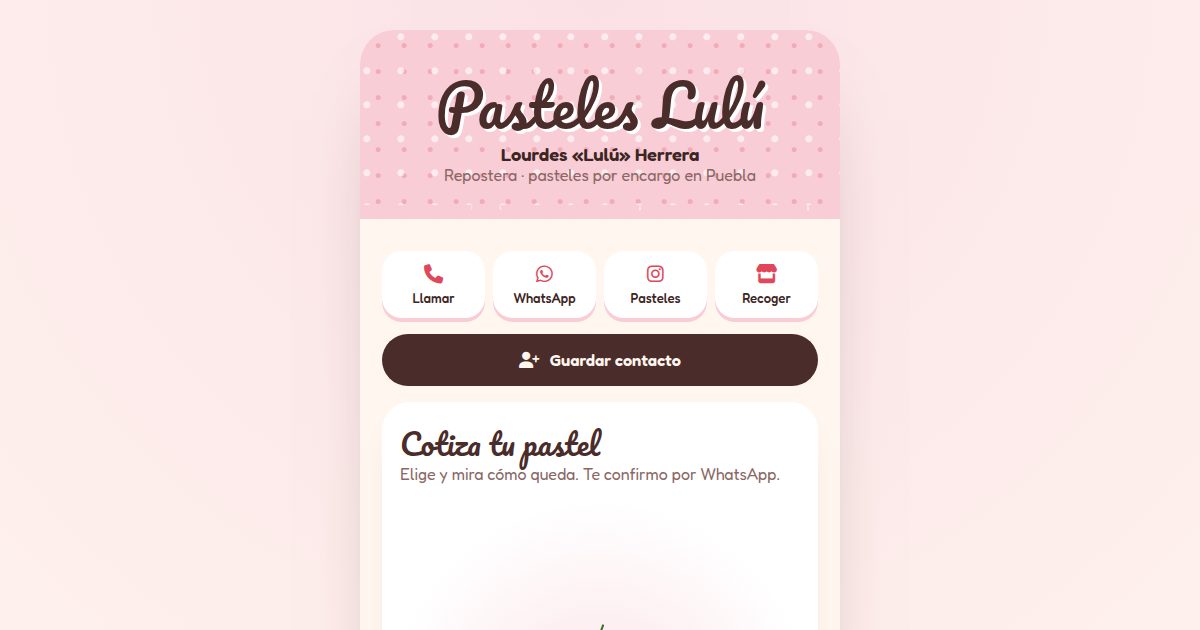 Pasteles Lulú
Lourdes «Lulú» Herrera
Repostera · pasteles por encargo en Puebla
Llamar
WhatsApp
Pasteles
Recoger
Guardar contacto
Cotiza tu pastel
Elige y mira cómo queda. Te confirmo por WhatsApp.